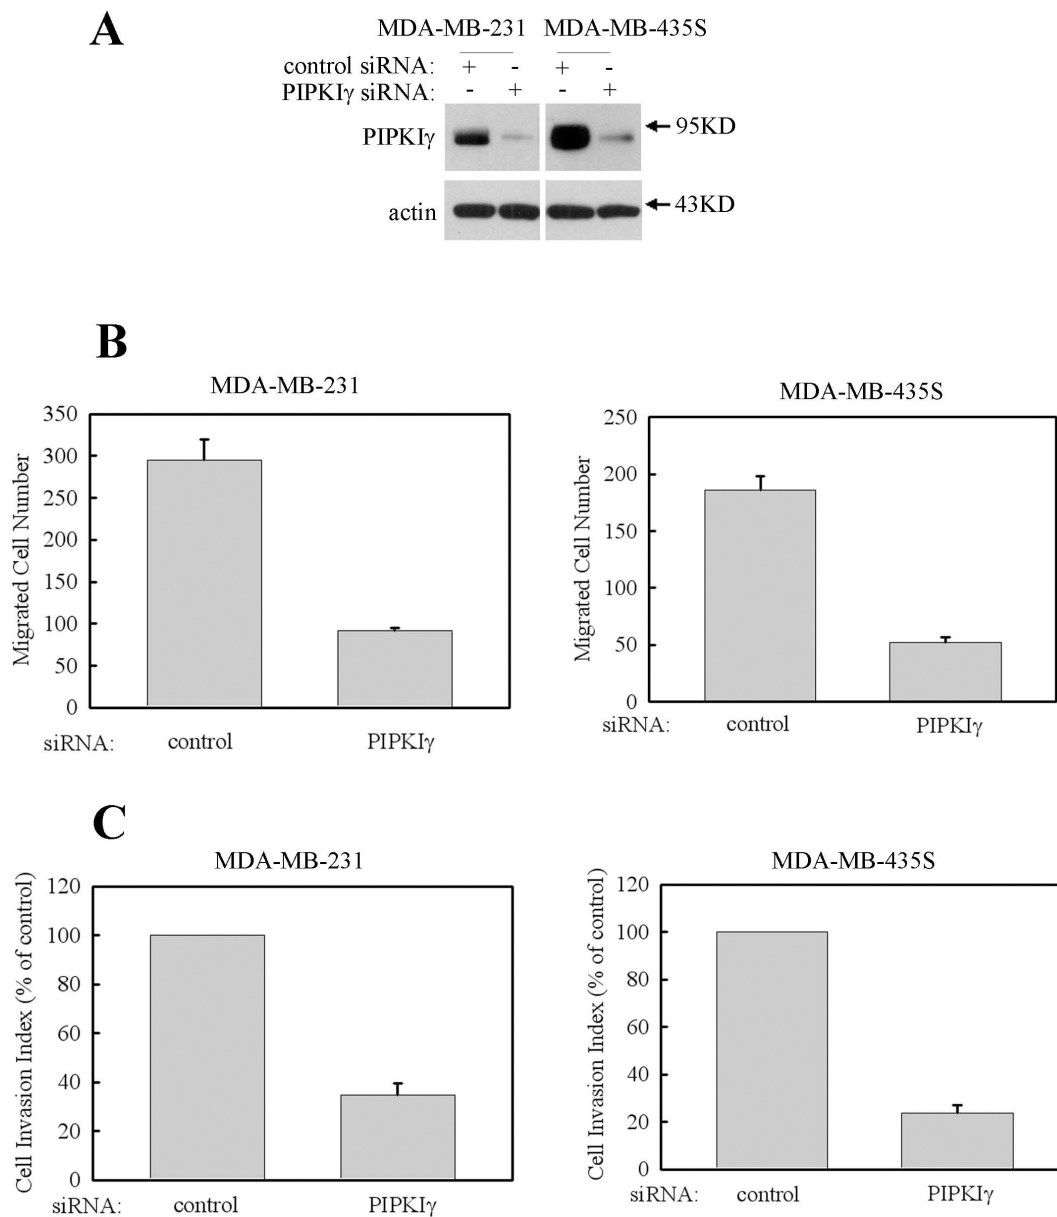 A
MDA-MB-231 MDA-MB-435S
control siRNA: + - + -
PIPKIγ siRNA: - + - +
PIPKIγ
95KD
actin
43KD
B
MDA-MB-231
Migrated Cell Number
350
300
250
200
150
100
50
0
siRNA: control PIPKIγ
MDA-MB-435S
Migrated Cell Number
250
200
150
100
50
0
siRNA: control PIPKIγ
C
MDA-MB-231
Cell Invasion Index (% of control)
120
100
80
60
40
20
0
siRNA: control PIPKIγ
MDA-MB-435S
Cell Invasion Index (% of control)
120
100
80
60
40
20
0
siRNA: control PIPKIγ